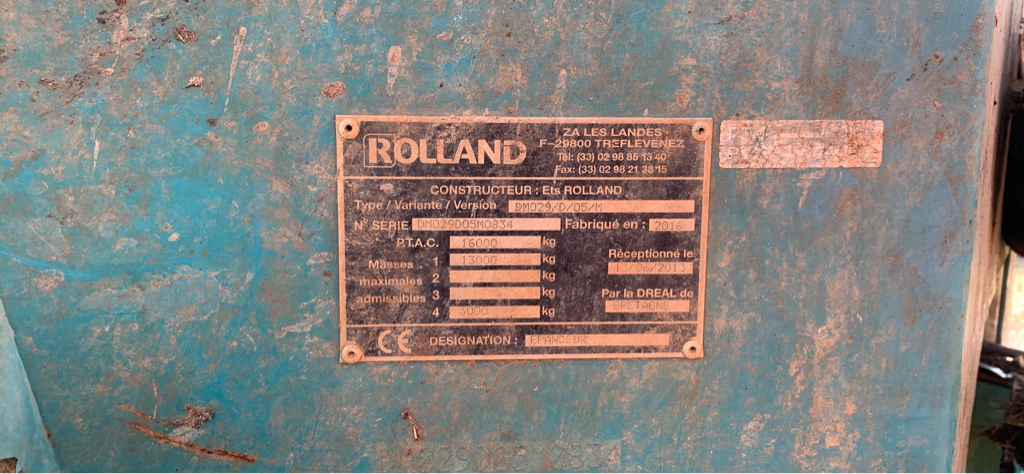 ROLLAND
ZA LES LANDES
F-29800 TREFLEVENEZ
Tél: (33) 02 98 85 13 40
Fax: (33) 02 98 21 38 15
CONSTRUCTEUR : Ets ROLLAND
Type / Variante / Version DM029/D/05/M
N° SERIE DM029D05M0834 Fabriqué en : 2016
P.T.A.C. 16000 kg
Masses maximales admissibles
1 13000 kg
2 kg
3 kg
4 3000 kg
Réceptionné le
13/06/2013
Par la DREAL de
BRETAGNE
CE DESIGNATION : EPANDEUR